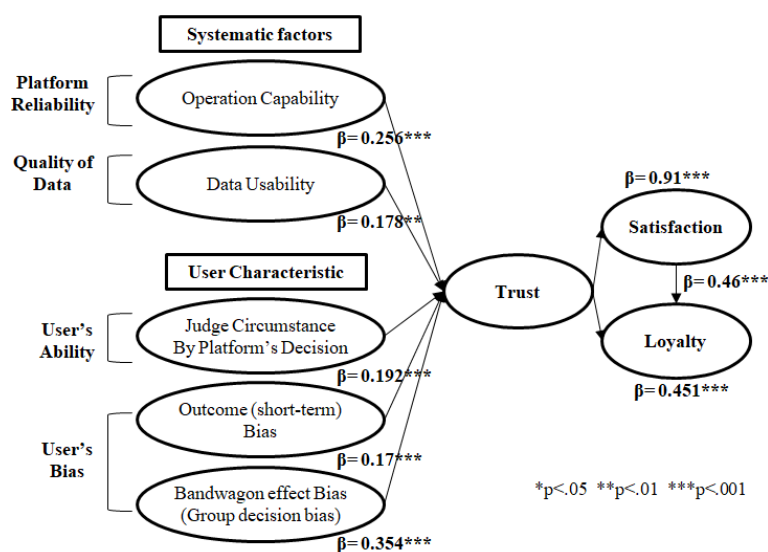 Systematic factors
Platform
Reliability
Operation Capability
β= 0.256***
Quality of
Data
Data Usability
β= 0.178**
User Characteristic
User's
Ability
Judge Circumstance
By Platform's Decision
β= 0.192***
User's
Bias
Outcome (short-term)
Bias
β= 0.17***
Bandwagon effect Bias
(Group decision bias)
β= 0.354***
Trust
β= 0.91***
Satisfaction
β= 0.46***
Loyalty
β= 0.451***
*p<.05 **p<.01 ***p<.001